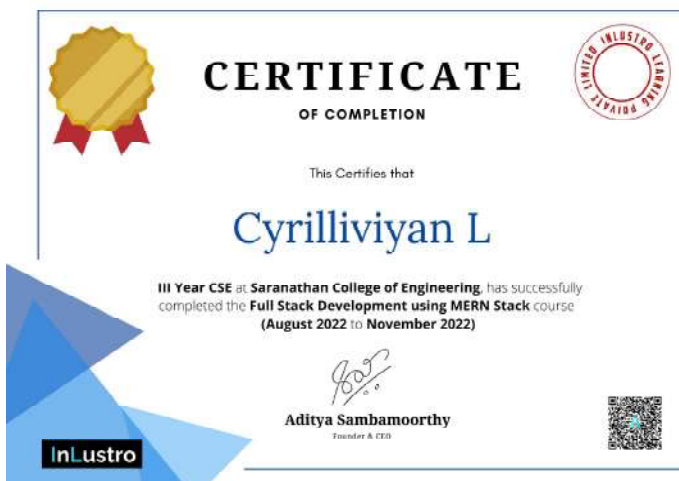 CERTIFICATE
OF COMPLETION
INLUSTRO LEARNING PRIVATE LIMITED
This Certifies that
Cyrilliviyan L
III Year CSE at Saranathan College of Engineering, has successfully
completed the Full Stack Development using MERN Stack course
(August 2022 to November 2022)
Aditya Sambamoorthy
Founder & CEO
InLustro